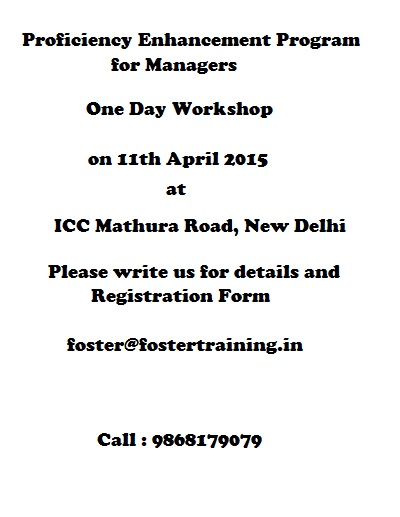 Proficiency Enhancement Program
for Managers
One Day Workshop
on 11th April 2015
at
ICC Mathura Road, New Delhi
Please write us for details and
Registration Form
foster@fostertraining.in
Call : 9868179079